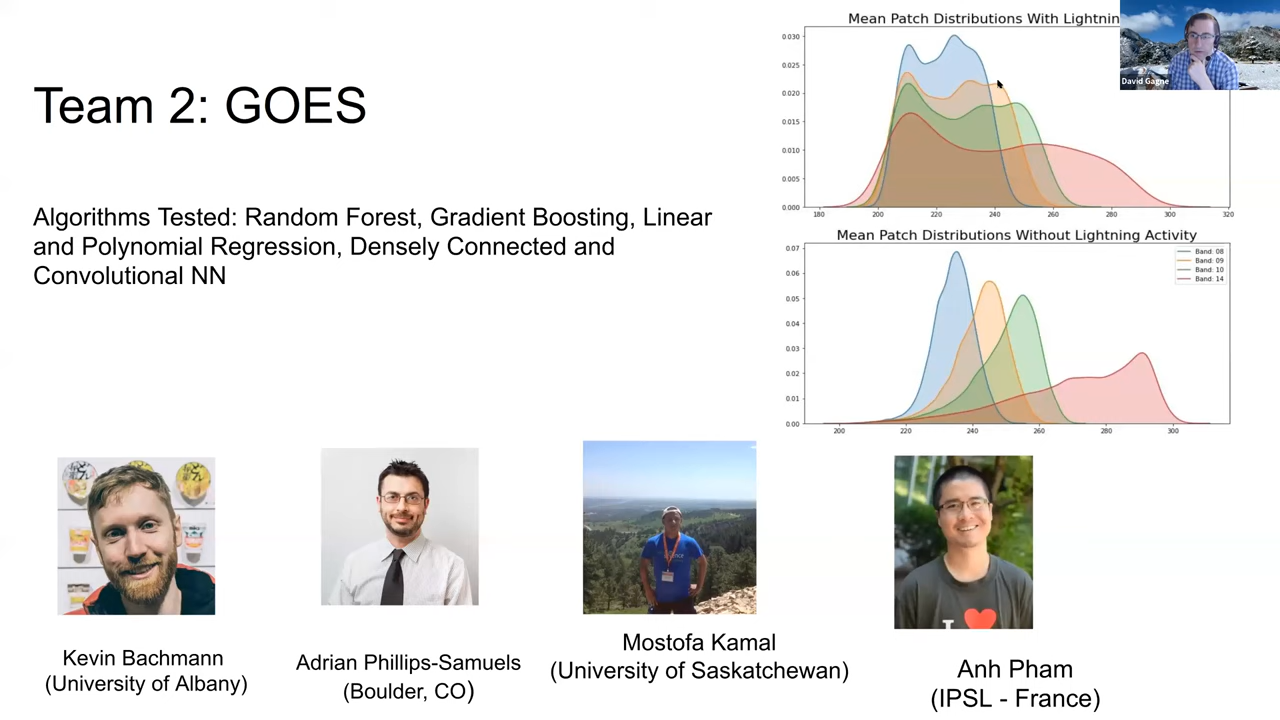 Team 2: GOES
Algorithms Tested: Random Forest, Gradient Boosting, Linear
and Polynomial Regression, Densely Connected and
Convolutional NN
Mean Patch Distributions With Lightnin
0.030
0.025
0.020
0.015
0.010
0.005
0.000
180 200 220 240 260 280 300 320
David Gagne
Mean Patch Distributions Without Lightning Activity
0.07
0.06
0.05
0.04
0.03
0.02
0.01
0.00
200 220 240 260 280 300
Band: 08
Band: 09
Band: 10
Band: 14
Kevin Bachmann
(University of Albany)
Adrian Phillips-Samuels
(Boulder, CO)
Mostofa Kamal
(University of Saskatchewan)
I
Anh Pham
(IPSL - France)